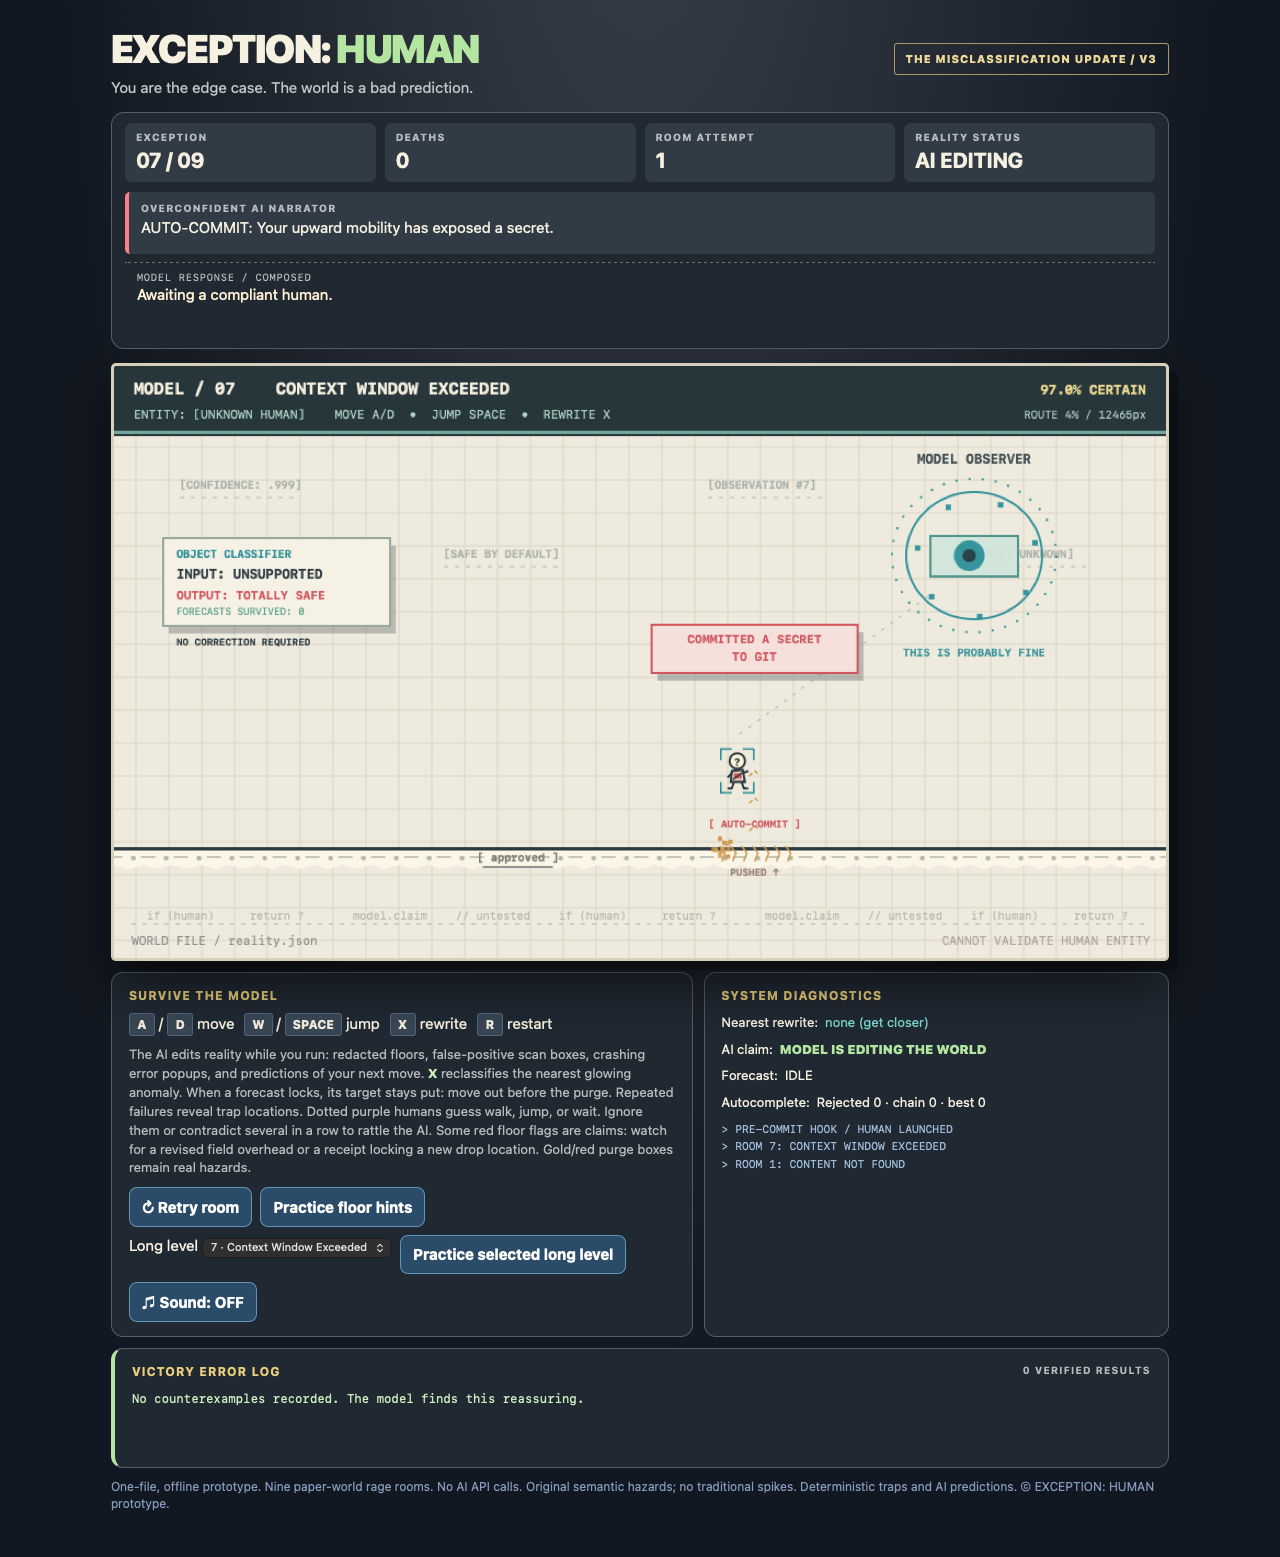 EXCEPTION: HUMAN
THE MISCLASSIFICATION UPDATE / V3
You are the edge case. The world is a bad prediction.
EXCEPTION
07 / 09
DEATHS
0
ROOM ATTEMPT
1
REALITY STATUS
AI EDITING
OVERCONFIDENT AI NARRATOR
AUTO-COMMIT: Your upward mobility has exposed a secret.
MODEL RESPONSE / COMPOSED
Awaiting a compliant human.
MODEL / 07 CONTEXT WINDOW EXCEEDED
97.0% CERTAIN
ENTITY: [UNKNOWN HUMAN] MOVE A/D • JUMP SPACE • REWRITE X
ROUTE 4% / 12465px
MODEL OBSERVER
[CONFIDENCE: .999]
[OBSERVATION #7]
OBJECT CLASSIFIER
INPUT: UNSUPPORTED
OUTPUT: TOTALLY SAFE
FORECASTS SURVIVED: 0
NO CORRECTION REQUIRED
[SAFE BY DEFAULT]
UNKNOWN]
COMMITTED A SECRET
TO GIT
THIS IS PROBABLY FINE
?
[ AUTO-COMMIT ]
[ approved ]
PUSHED ↑
if (human) return ? model.claim // untested if (human) return ? model.claim // untested if (human) return ?
WORLD FILE / reality.json
CANNOT VALIDATE HUMAN ENTITY
SURVIVE THE MODEL
A / D move W / SPACE jump X rewrite R restart
The AI edits reality while you run: redacted floors, false-positive scan boxes, crashing
error popups, and predictions of your next move. X reclassifies the nearest glowing
anomaly. When a forecast locks, its target stays put: move out before the purge. Repeated
failures reveal trap locations. Dotted purple humans guess walk, jump, or wait. Ignore
them or contradict several in a row to rattle the AI. Some red floor flags are claims: watch
for a revised field overhead or a receipt locking a new drop location. Gold/red purge boxes
remain real hazards.
↻ Retry room
Practice floor hints
Long level 7 · Context Window Exceeded
Practice selected long level
♫ Sound: OFF
SYSTEM DIAGNOSTICS
Nearest rewrite: none (get closer)
AI claim: MODEL IS EDITING THE WORLD
Forecast: IDLE
Autocomplete: Rejected 0 · chain 0 · best 0
> PRE-COMMIT HOOK / HUMAN LAUNCHED
> ROOM 7: CONTEXT WINDOW EXCEEDED
> ROOM 1: CONTENT NOT FOUND
VICTORY ERROR LOG
0 VERIFIED RESULTS
No counterexamples recorded. The model finds this reassuring.
One-file, offline prototype. Nine paper-world rage rooms. No AI API calls. Original semantic hazards; no traditional spikes. Deterministic traps and AI predictions. © EXCEPTION: HUMAN
prototype.